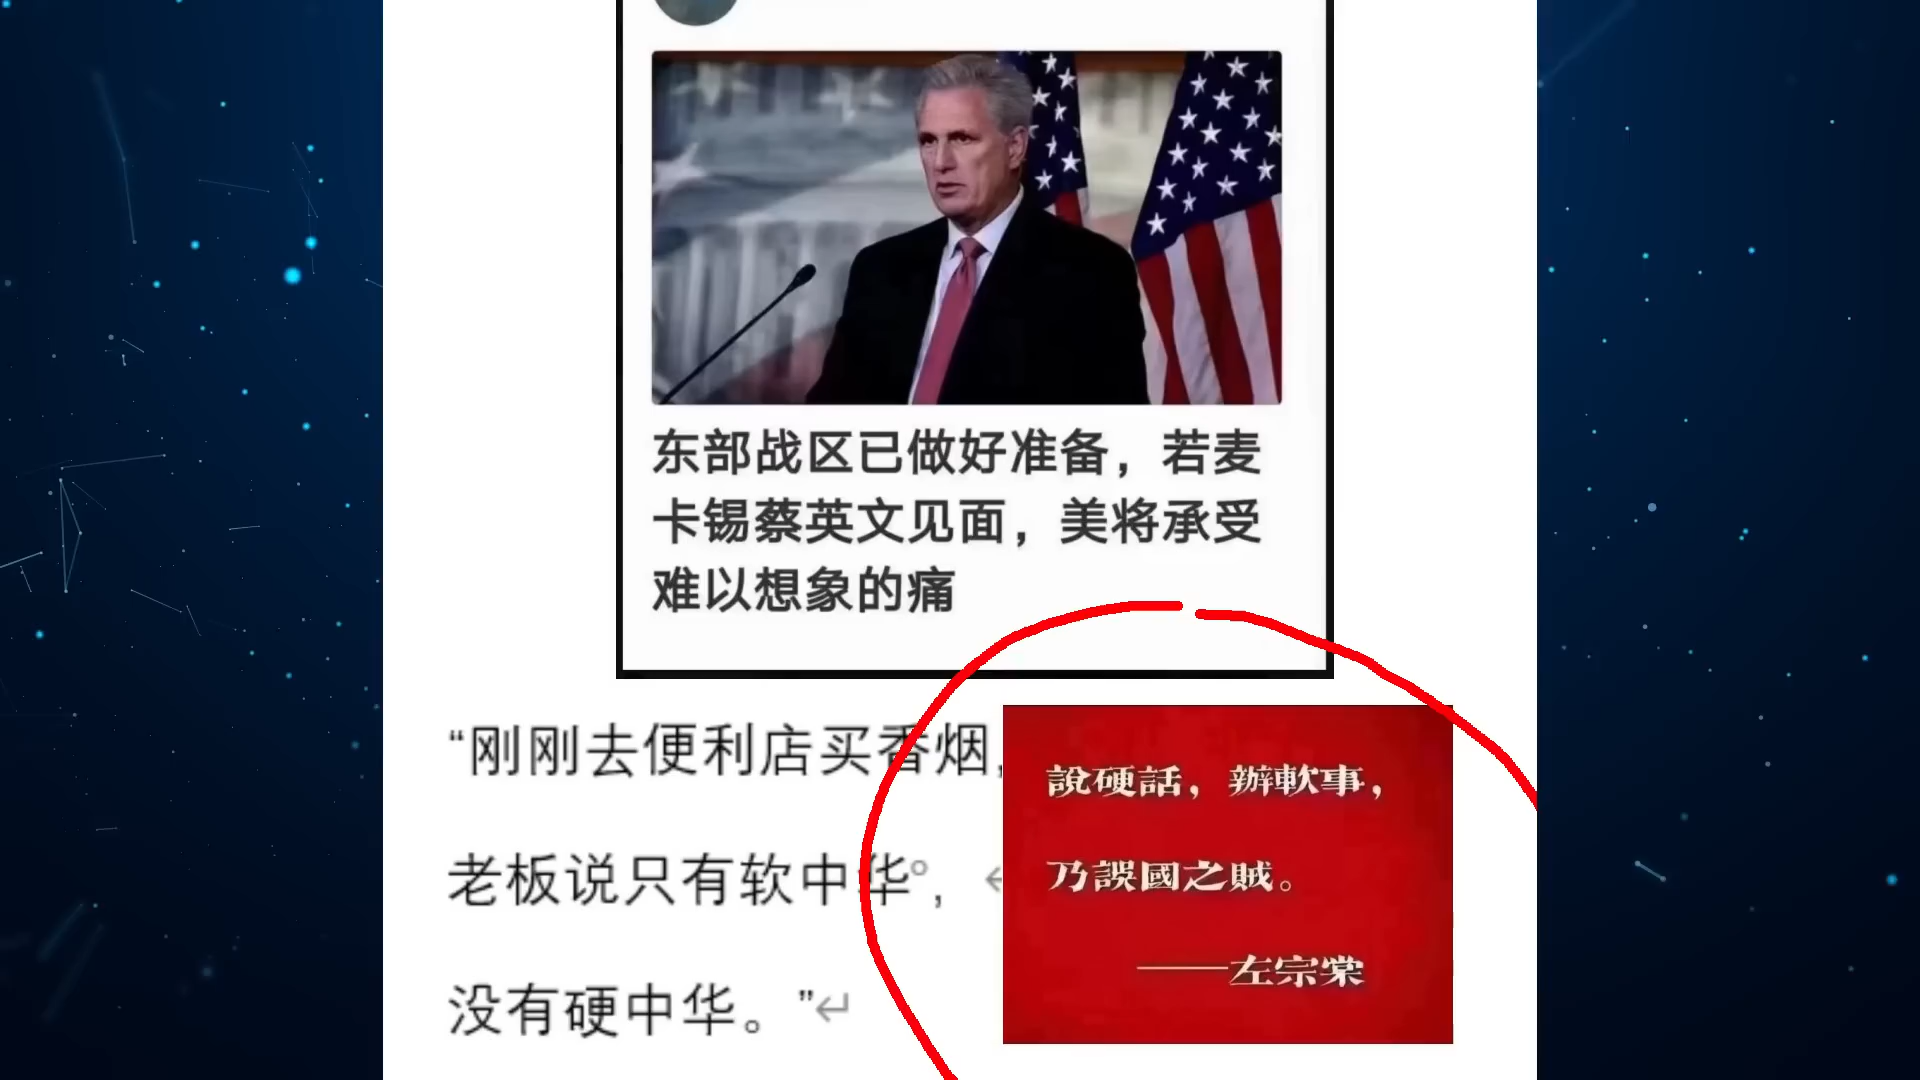 东部战区已做好准备，若麦
卡锡蔡英文见面，美将承受
难以想象的痛
“刚刚去便利店买香烟，
老板说只有软中华，
没有硬中华。”
說硬話，辦軟事，
乃誤國之賊。
——左宗棠